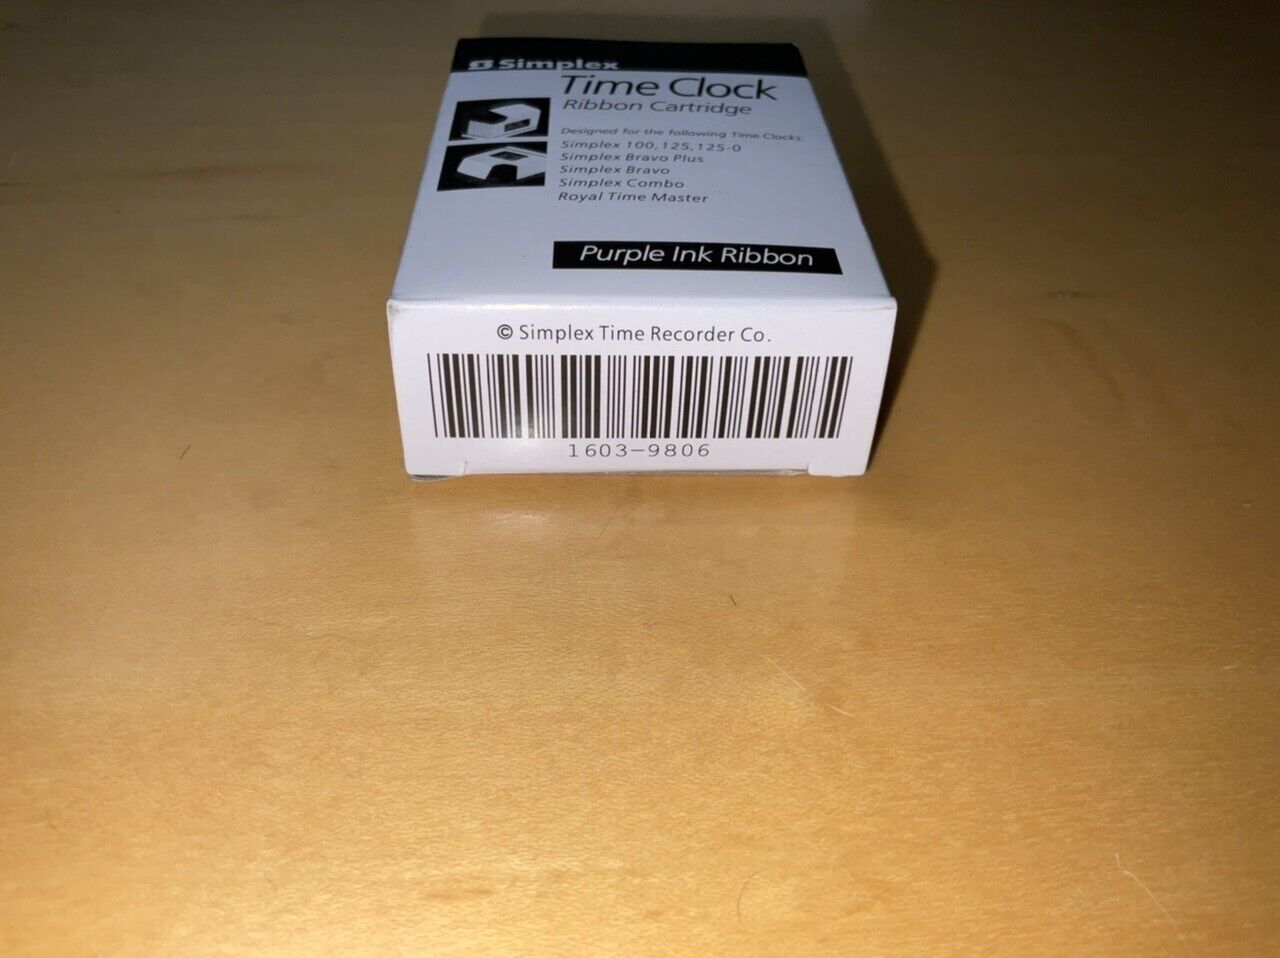 Simplex
Time Clock
Ribbon Cartridge
Designed for the following Time Clocks:
Simplex 100, 125, 125-0
Simplex Bravo Plus
Simplex Bravo
Simplex Combo
Royal Time Master
Purple Ink Ribbon
© Simplex Time Recorder Co.
1603-9806